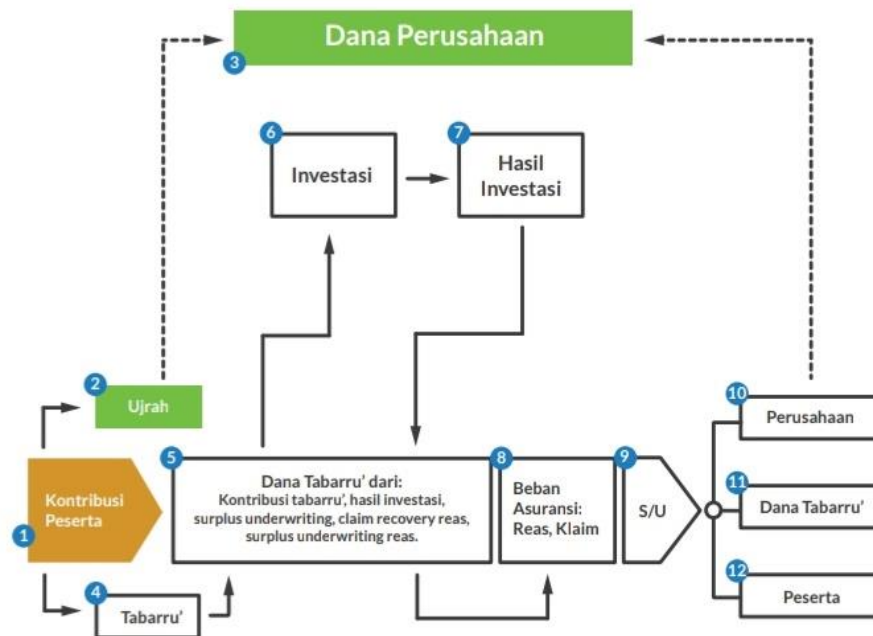 Dana Perusahaan
3
6
Investasi
7
Hasil
Investasi
2
Ujrah
1
Kontribusi
Peserta
4
Tabarru’
5
Dana Tabarru’ dari:
Kontribusi tabarru’, hasil investasi,
surplus underwriting, claim recovery reas,
surplus underwriting reas.
8
Beban
Asuransi:
Reas, Klaim
9
S/U
10
Perusahaan
11
Dana Tabarru’
12
Peserta